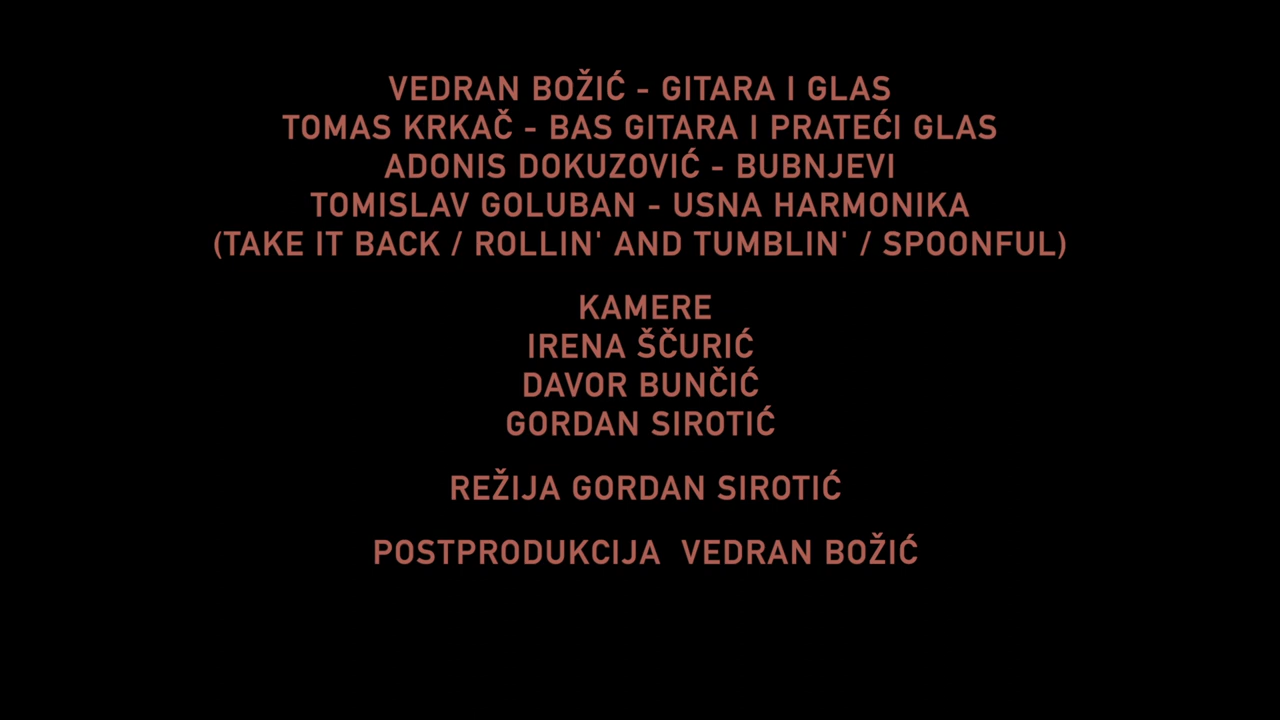 VEDRAN BOŽIĆ - GITARA I GLAS
TOMAS KRKAČ - BAS GITARA I PRATEĆI GLAS
ADONIS DOKUZOVIĆ - BUBNJEVI
TOMISLAV GOLUBAN - USNA HARMONIKA
(TAKE IT BACK / ROLLIN' AND TUMBLIN' / SPOONFUL)
KAMERE
IRENA ŠČURIĆ
DAVOR BUNČIĆ
GORDAN SIROTIĆ
REŽIJA GORDAN SIROTIĆ
POSTPRODUKCIJA VEDRAN BOŽIĆ